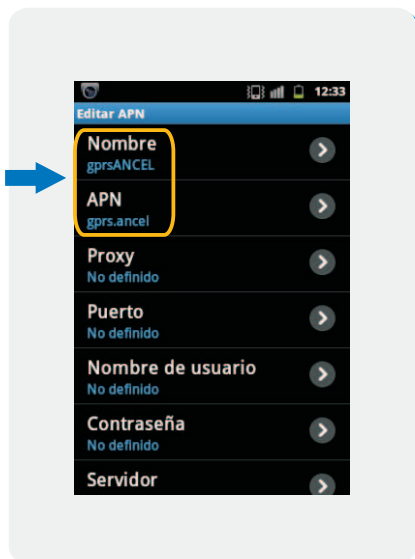 12:33
Editar APN
Nombre
gprsANCEL
APN
gprs.ancel
Proxy
No definido
Puerto
No definido
Nombre de usuario
No definido
Contraseña
No definido
Servidor